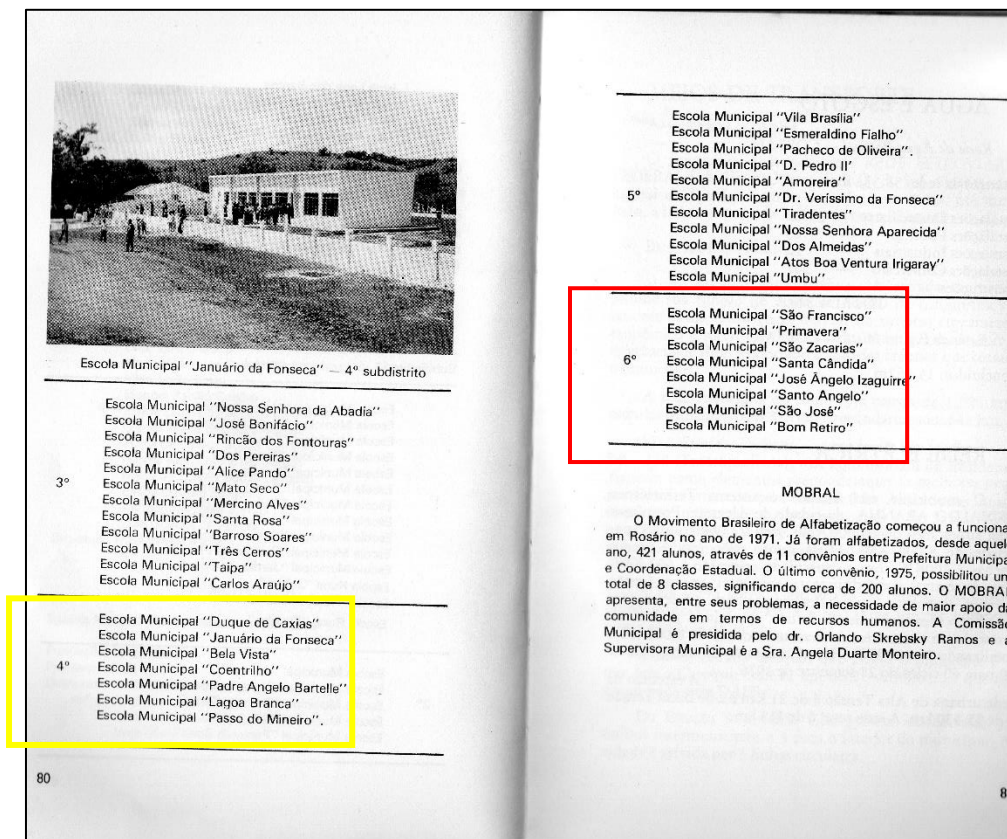 Escola Municipal "Januário da Fonseca" — 4º subdistrito
Escola Municipal "Nossa Senhora da Abadia"
Escola Municipal "José Bonifácio"
Escola Municipal "Rincão dos Fontouras"
Escola Municipal "Dos Pereiras"
Escola Municipal "Alice Pando"
3º Escola Municipal "Mato Seco"
Escola Municipal "Mercino Alves"
Escola Municipal "Santa Rosa"
Escola Municipal "Barroso Soares"
Escola Municipal "Três Cerros"
Escola Municipal "Taipa"
Escola Municipal "Carlos Araújo"
Escola Municipal "Duque de Caxias"
Escola Municipal "Januário da Fonseca"
Escola Municipal "Bela Vista"
4º Escola Municipal "Coentrilho"
Escola Municipal "Padre Angelo Bartelle"
Escola Municipal "Lagoa Branca"
Escola Municipal "Passo do Mineiro".
80
Escola Municipal "Vila Brasília"
Escola Municipal "Esmeraldino Fialho"
Escola Municipal "Pacheco de Oliveira".
Escola Municipal "D. Pedro II'
Escola Municipal "Amoreira"
5º Escola Municipal "Dr. Veríssimo da Fonseca"
Escola Municipal "Tiradentes"
Escola Municipal "Nossa Senhora Aparecida"
Escola Municipal "Dos Almeidas"
Escola Municipal "Atos Boa Ventura Irigaray"
Escola Municipal "Umbu"
Escola Municipal "São Francisco"
Escola Municipal "Primavera"
Escola Municipal "São Zacarias"
6º Escola Municipal "Santa Cândida"
Escola Municipal "José Ângelo Izaguirre"
Escola Municipal "Santo Angelo"
Escola Municipal "São José"
Escola Municipal "Bom Retiro"
MOBRAL
O Movimento Brasileiro de Alfabetização começou a funciona
em Rosário no ano de 1971. Já foram alfabetizados, desde aquel
ano, 421 alunos, através de 11 convênios entre Prefeitura Municipa
e Coordenação Estadual. O último convênio, 1975, possibilitou un
total de 8 classes, significando cerca de 200 alunos. O MOBRAL
apresenta, entre seus problemas, a necessidade de maior apoio da
comunidade em termos de recursos humanos. A Comissão
Municipal é presidida pelo dr. Orlando Skrebsky Ramos e a
Supervisora Municipal é a Sra. Angela Duarte Monteiro.
8